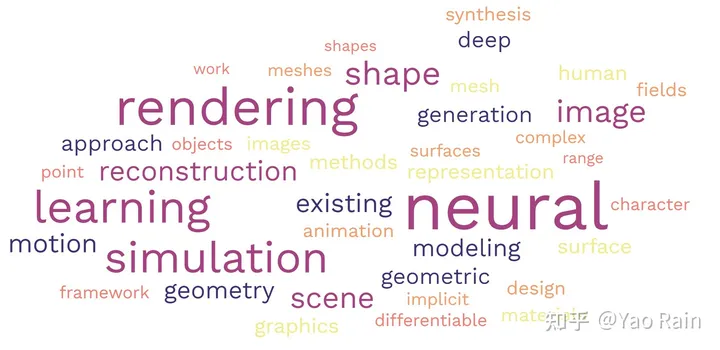 synthesis
deep
shapes
work
meshes
shape
mesh
human
fields
rendering
generation
image
approach
objects
images
complex
surfaces
range
point
reconstruction
methods
representation
learning
existing
neural
character
animation
motion
simulation
modeling
surface
geometric
framework
geometry
scene
implicit
design
graphics
differentiable
materials
知乎 @Yao Rain